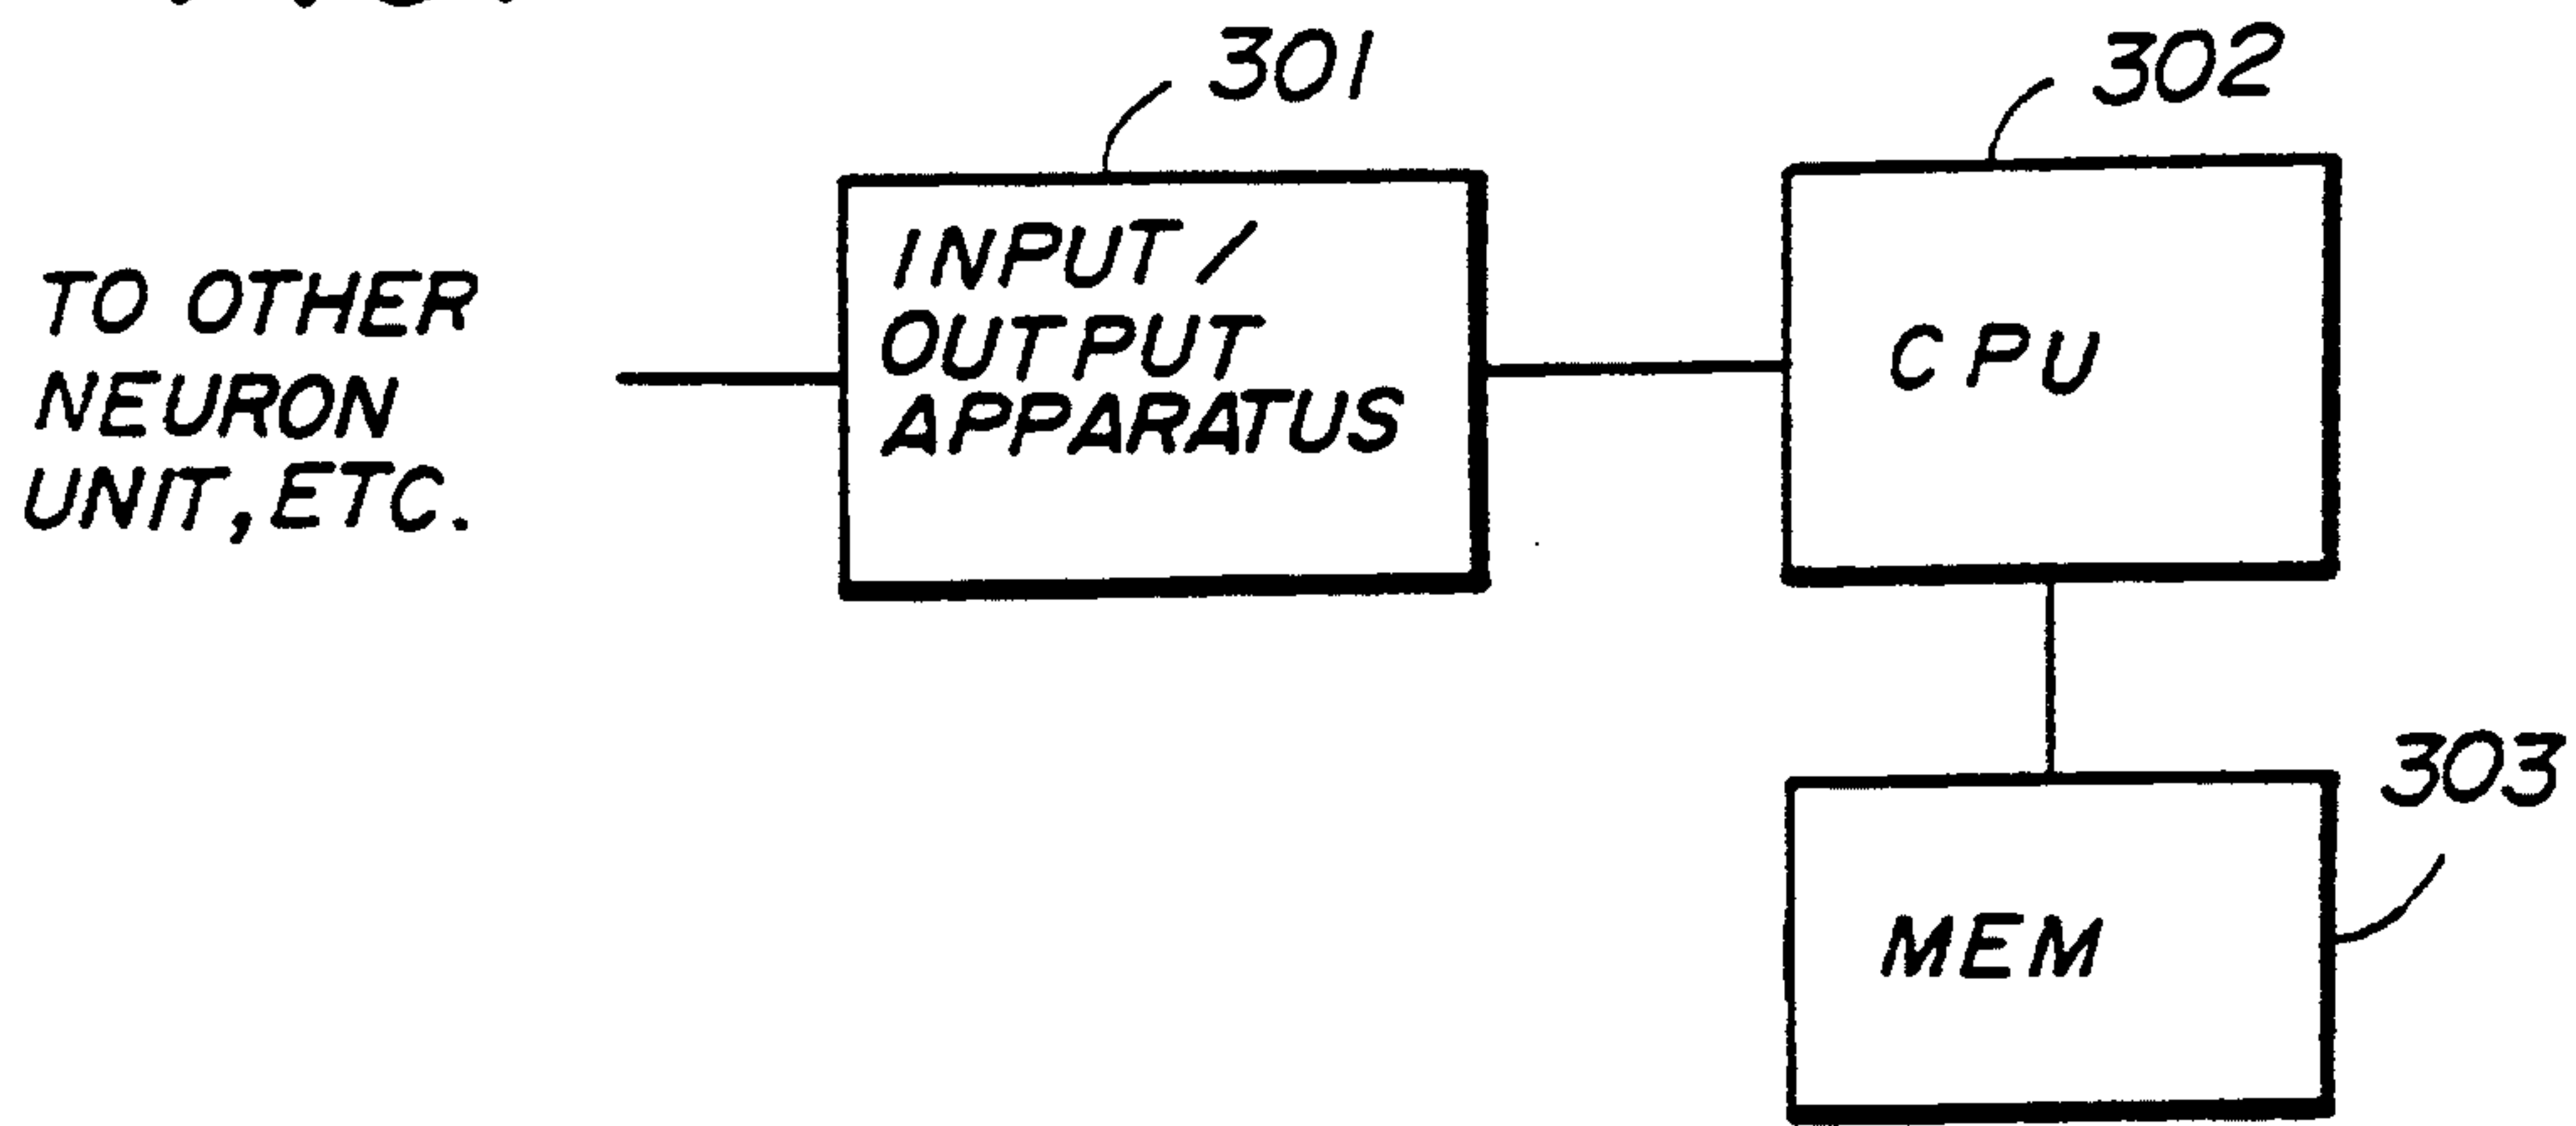 301
302
INPUT /
OUTPUT
APPARATUS
TO OTHER
NEURON
UNIT, ETC.
CPU
303
MEM